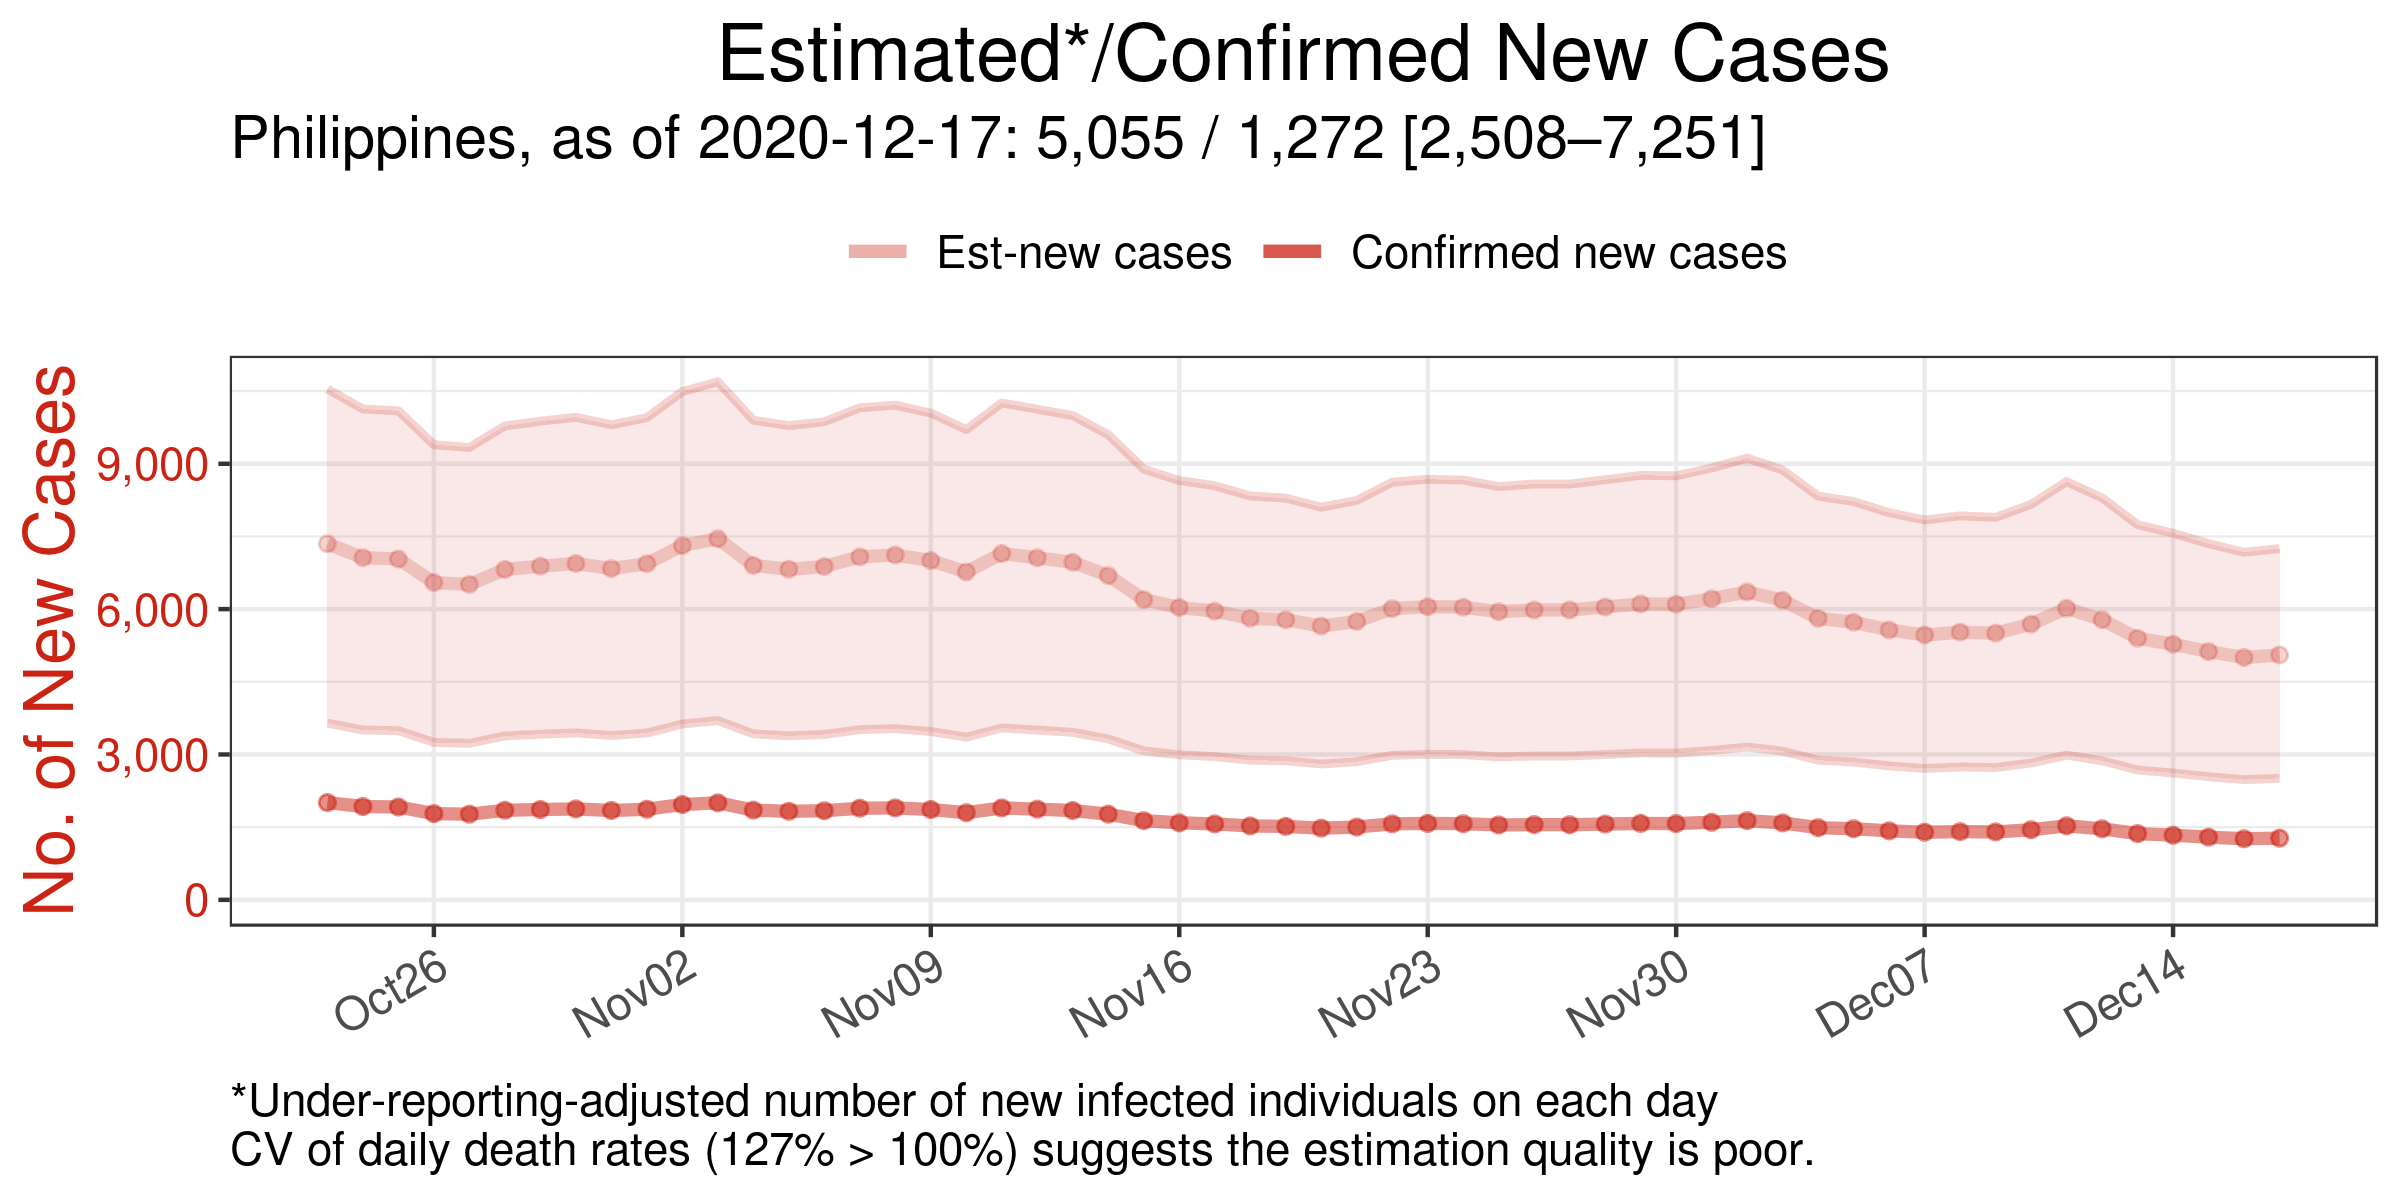 Estimated*/Confirmed New Cases
Philippines, as of 2020-12-17: 5,055 / 1,272 [2,508–7,251]
Est-new cases
Confirmed new cases
No. of New Cases
9,000
6,000
3,000
0
Oct26
Nov02
Nov09
Nov16
Nov23
Nov30
Dec07
Dec14
*Under-reporting-adjusted number of new infected individuals on each day
CV of daily death rates (127% > 100%) suggests the estimation quality is poor.